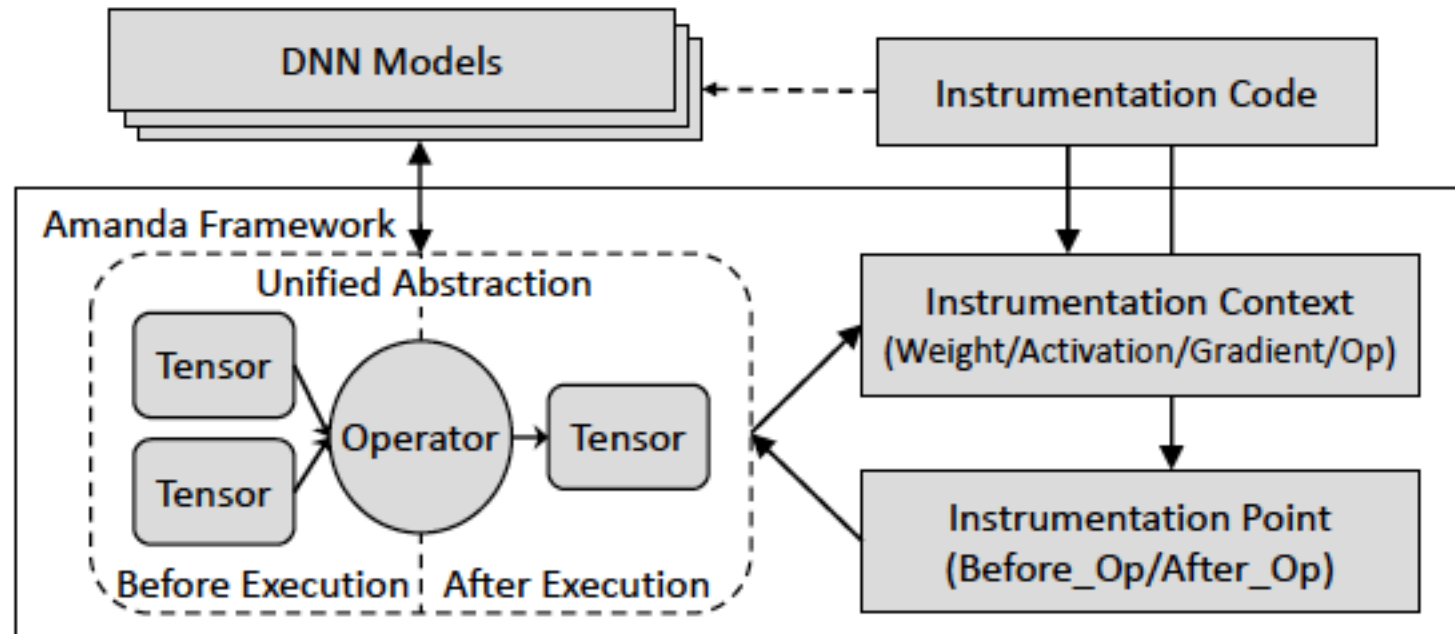 DNN Models
Instrumentation Code
Amanda Framework
Unified Abstraction
Tensor
Tensor
Operator
Tensor
Before Execution
After Execution
Instrumentation Context
(Weight/Activation/Gradient/Op)
Instrumentation Point
(Before_Op/After_Op)